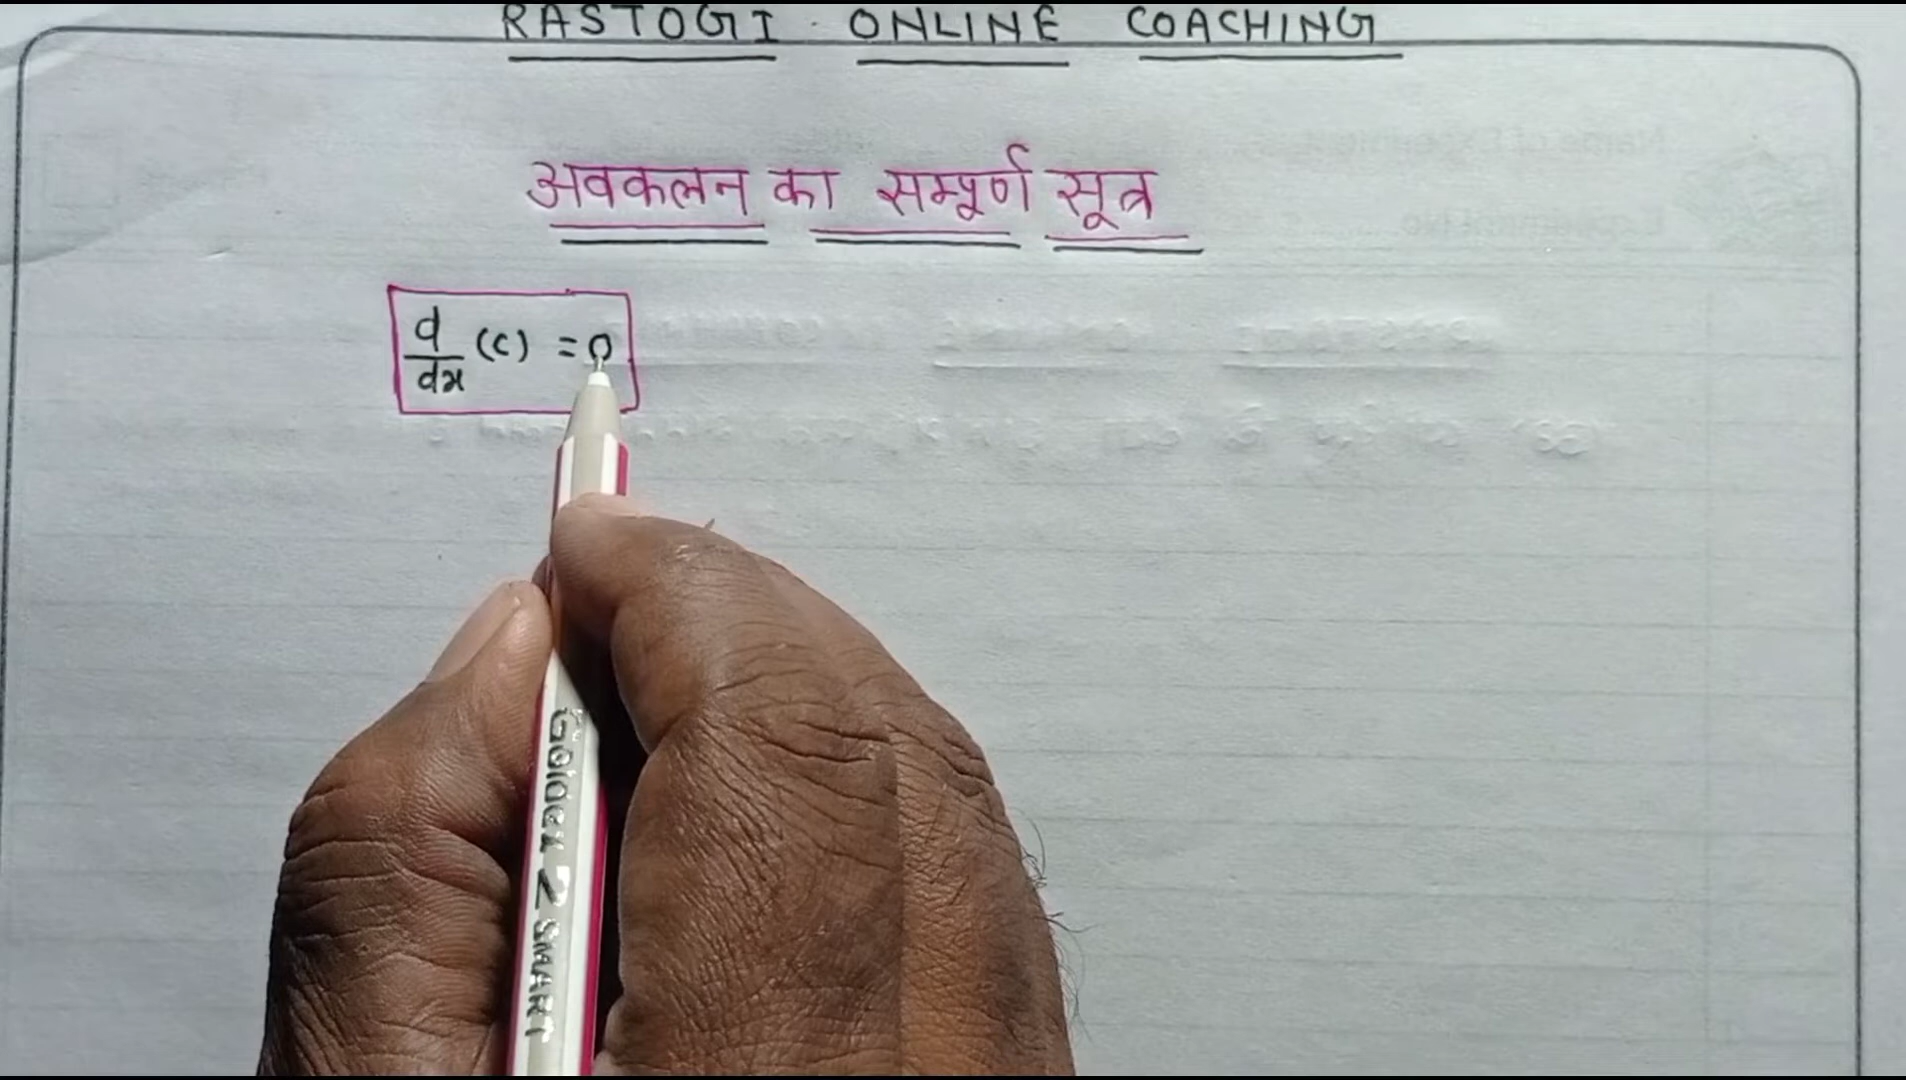 RASTOGI ONLINE COACHING
अवकलन का सम्पूर्ण सूत्र
d/dx (c) = 0
Goldex 2 SMART